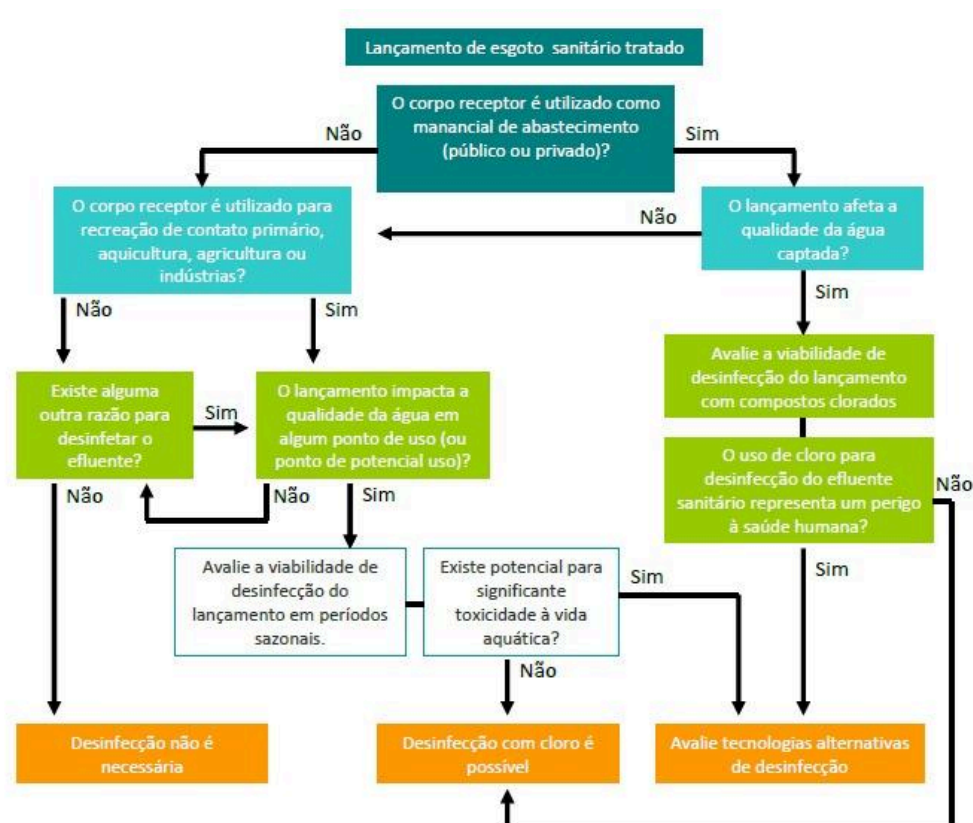 Lançamento de esgoto sanitário tratado
O corpo receptor é utilizado como
manancial de abastecimento
(público ou privado)?
Não
Sim
O corpo receptor é utilizado para
recreação de contato primário,
aquicultura, agricultura ou
indústrias?
Não
O lançamento afeta a
qualidade da água
captada?
Não
Sim
Sim
Existe alguma
outra razão para
desinfetar o
efluente?
Sim
O lançamento impacta a
qualidade da água em
algum ponto de uso (ou
ponto de potencial uso)?
Avalie a viabilidade de
desinfecção do lançamento
com compostos clorados
O uso de cloro para
desinfecção do efluente
sanitário representa um perigo
à saúde humana?
Não
Não
Não
Sim
Avalie a viabilidade de
desinfecção do
lançamento em períodos
sazonais.
Existe potencial para
significante
toxicidade à vida
aquática?
Sim
Sim
Não
Desinfecção não é
necessária
Desinfecção com cloro é
possível
Avalie tecnologias alternativas
de desinfecção